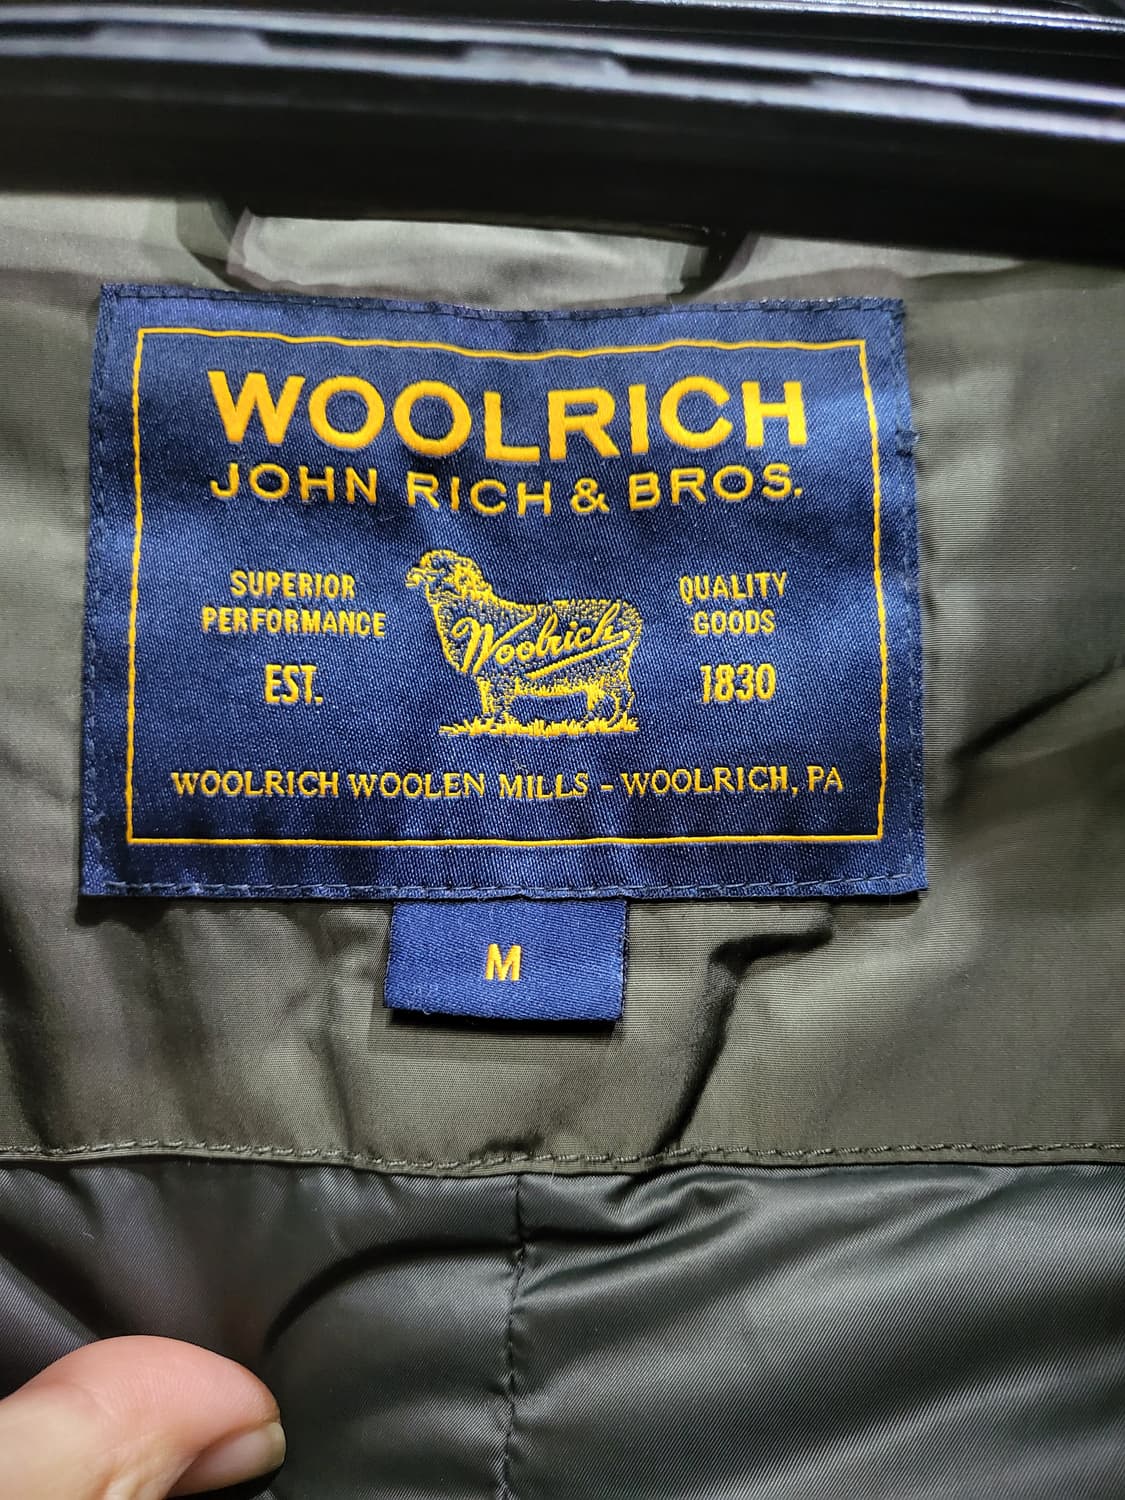 WOOLRICH
JOHN RICH & BROS.
SUPERIOR
PERFORMANCE
EST.
Woolrich
QUALITY
GOODS
1830
WOOLRICH WOOLEN MILLS - WOOLRICH, PA
M